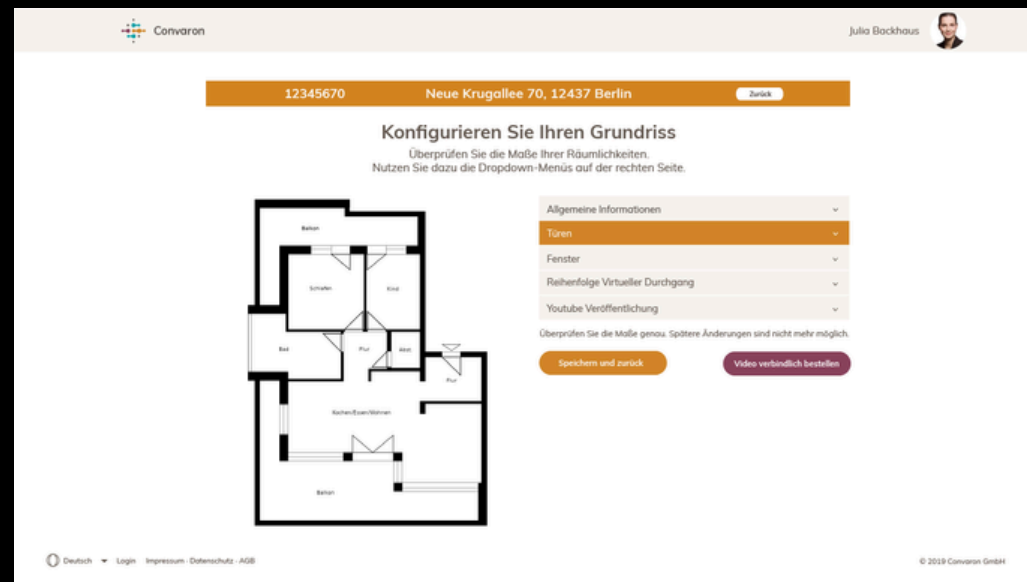 Convaron
Julia Backhaus
12345670 Neue Krugallee 70, 12437 Berlin Zurück
Konfigurieren Sie Ihren Grundriss
Überprüfen Sie die Maße Ihrer Räumlichkeiten.
Nutzen Sie dazu die Dropdown-Menüs auf der rechten Seite.
Balkon
Schlafen
Kind
Bad
Flur
Abst.
Flur
Kochen/Essen/Wohnen
Balkon
Allgemeine Informationen
Türen
Fenster
Reihenfolge Virtueller Durchgang
Youtube Veröffentlichung
Überprüfen Sie die Maße genau. Spätere Änderungen sind nicht mehr möglich.
Speichern und zurück
Video verbindlich bestellen
Deutsch Login Impressum · Datenschutz · AGB
© 2019 Convaron GmbH